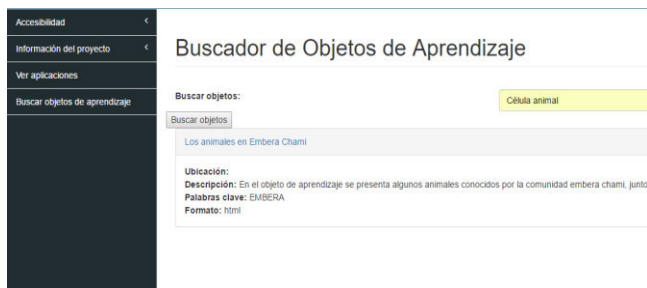 Accesibilidad
Información del proyecto
Ver aplicaciones
Buscar objetos de aprendizaje
Buscador de Objetos de Aprendizaje
Buscar objetos:
Célula animal
Buscar objetos
Los animales en Embera Chami
Ubicación:
Descripción: En el objeto de aprendizaje se presenta algunos animales conocidos por la comunidad embera chami, junto
Palabras clave: EMBERA
Formato: html